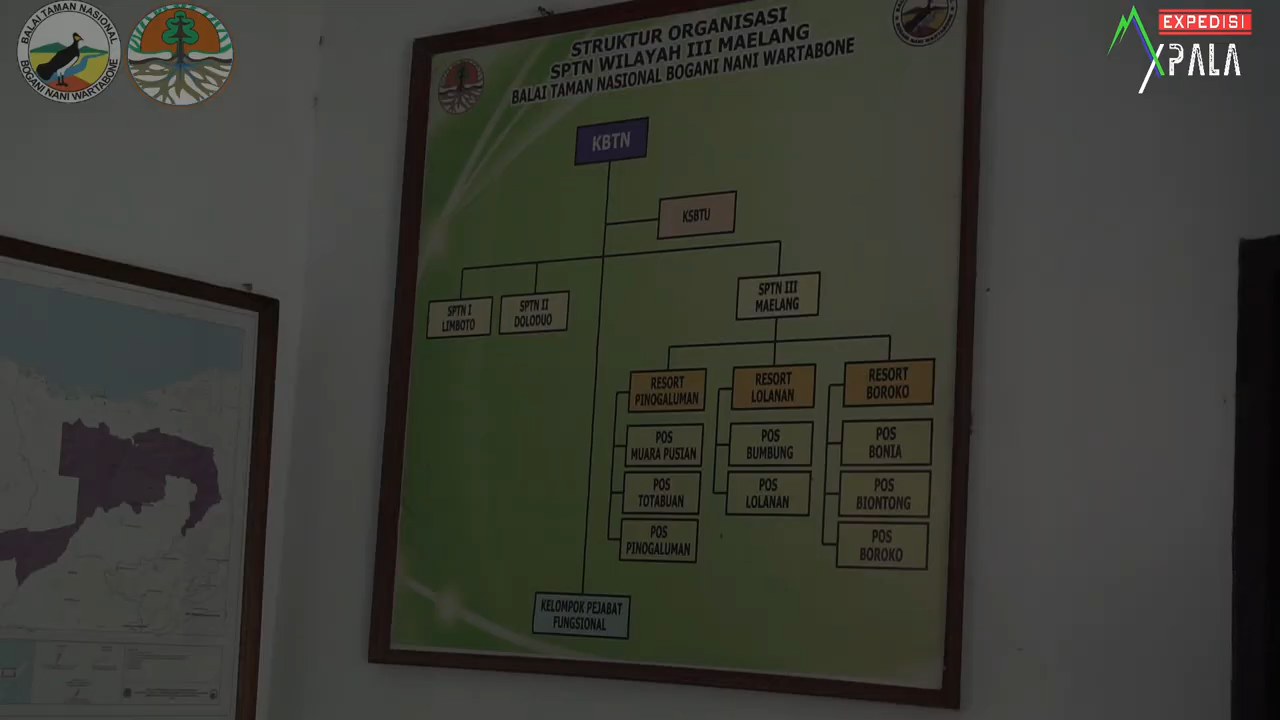 BALAI TAMAN NASIONAL
BOGANI NANI WARTABONE
EXPEDISI
XPALA
STRUKTUR ORGANISASI
SPTN WILAYAH III MAELANG
BALAI TAMAN NASIONAL BOGANI NANI WARTABONE
KBTN
KSBTU
SPTN I
LIMBOTO
SPTN II
DOLODUO
SPTN III
MAELANG
RESORT
PINOGALUMAN
RESORT
LOLANAN
RESORT
BOROKO
POS
MUARA PUSIAN
POS
BUMBUNG
POS
BONIA
POS
TOTABUAN
POS
LOLANAN
POS
BIONTONG
POS
PINOGALUMAN
POS
BOROKO
KELOMPOK PEJABAT
FUNGSIONAL